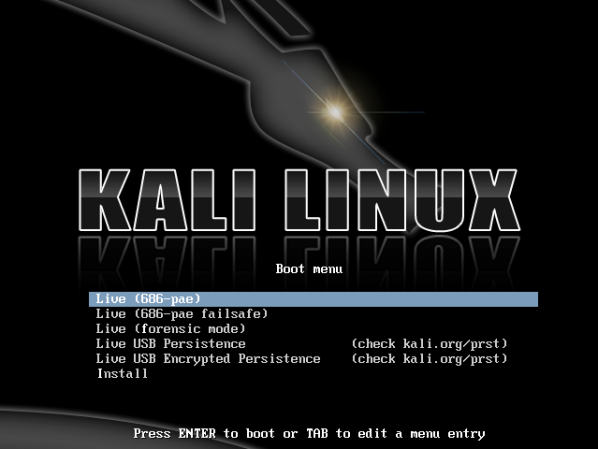 KALI LINUX
Boot menu
Live (686-pae)
Live (686-pae failsafe)
Live (forensic mode)
Live USB Persistence (check kali.org/prst)
Live USB Encrypted Persistence (check kali.org/prst)
Install
Press ENTER to boot or TAB to edit a menu entry